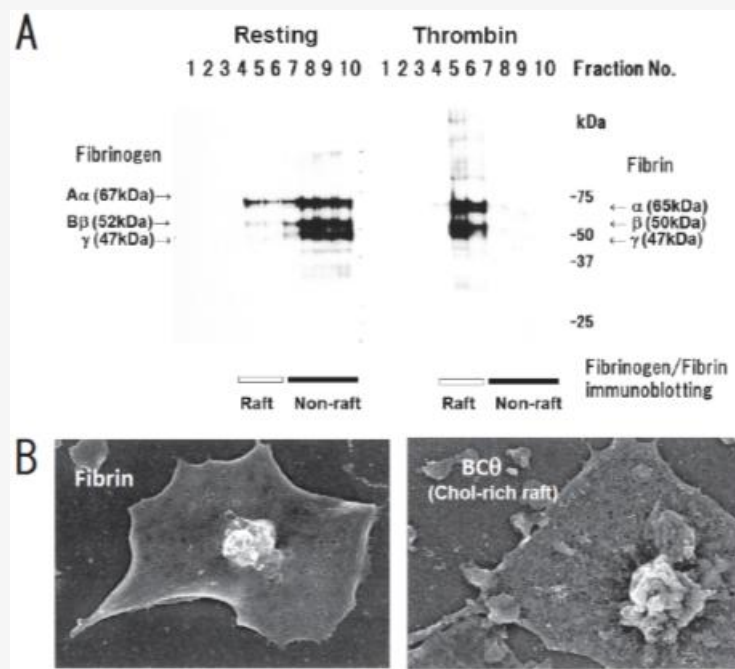 A
Resting Thrombin
1 2 3 4 5 6 7 8 9 10 1 2 3 4 5 6 7 8 9 10 Fraction No.
kDa
Fibrinogen Fibrin
Aα (67kDa)→ -75 ← α (65kDa)
Bβ (52kDa)→ ← β (50kDa)
γ (47kDa)→ -50 ← γ (47kDa)
-37
-25
Fibrinogen/Fibrin
immunoblotting
Raft Non-raft Raft Non-raft
B
Fibrin BCθ
(Chol-rich raft)